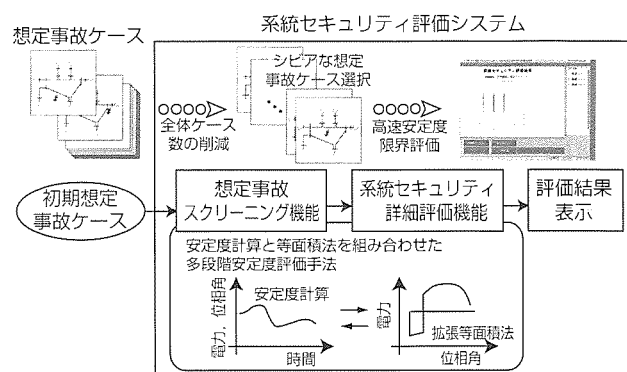 系統セキュリティ評価システム
想定事故ケース
シビアな想定
事故ケース選択
全体ケース
数の削減
高速安定度
限界評価
初期想定
事故ケース
想定事故
スクリーニング機能
系統セキュリティ
詳細評価機能
評価結果
表示
安定度計算と等面積法を組み合わせた
多段階安定度評価手法
電力、位相角
安定度計算
時間
電力
拡張等面積法
位相角